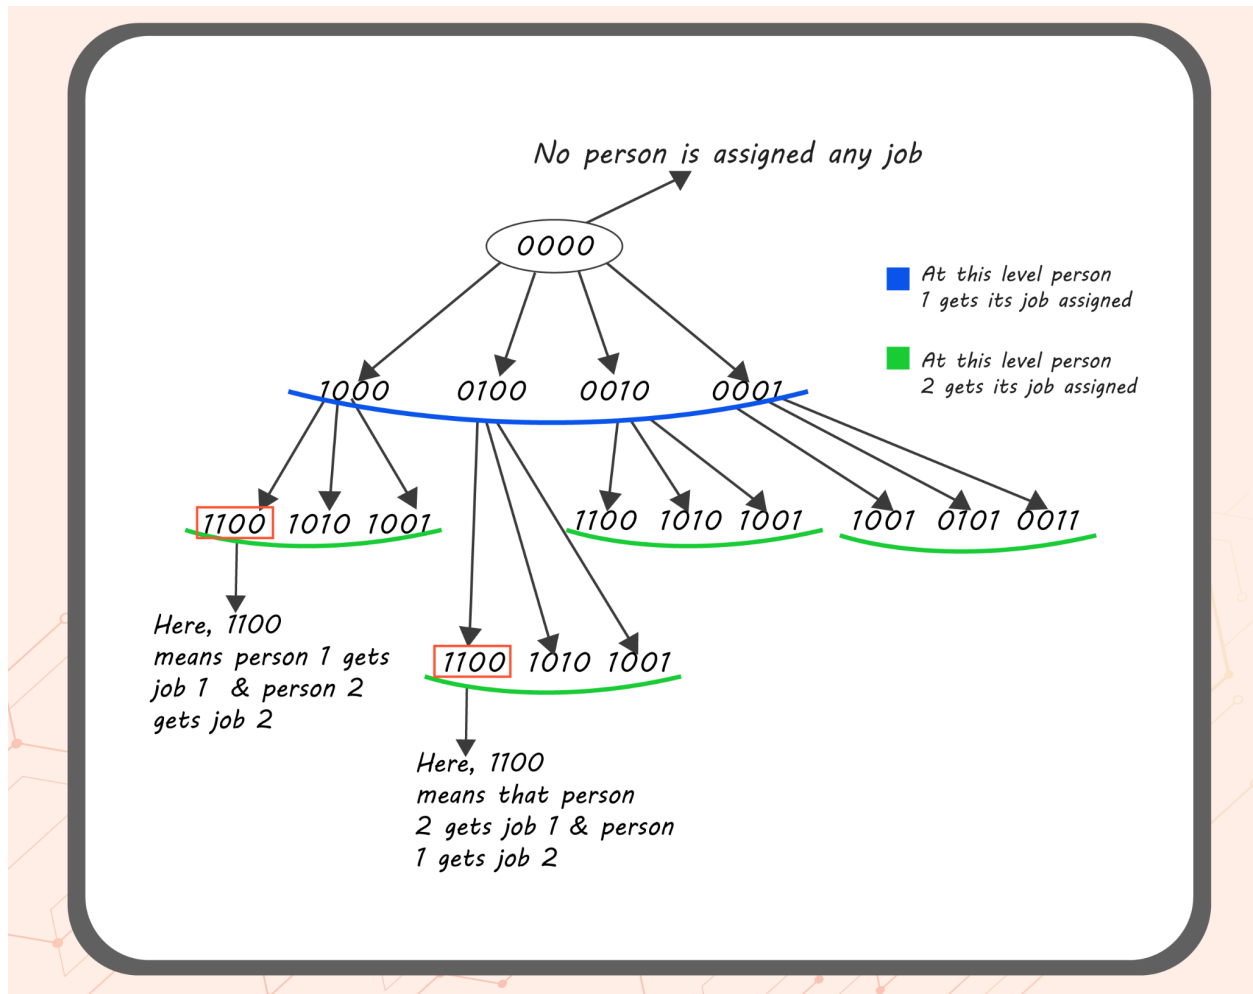 No person is assigned any job
0000
At this level person
1 gets its job assigned
At this level person
2 gets its job assigned
1000 0100 0010 0001
1100 1010 1001 1100 1010 1001 1001 0101 0011
Here, 1100
means person 1 gets
job 1 & person 2
gets job 2
1100 1010 1001
Here, 1100
means that person
2 gets job 1 & person
1 gets job 2